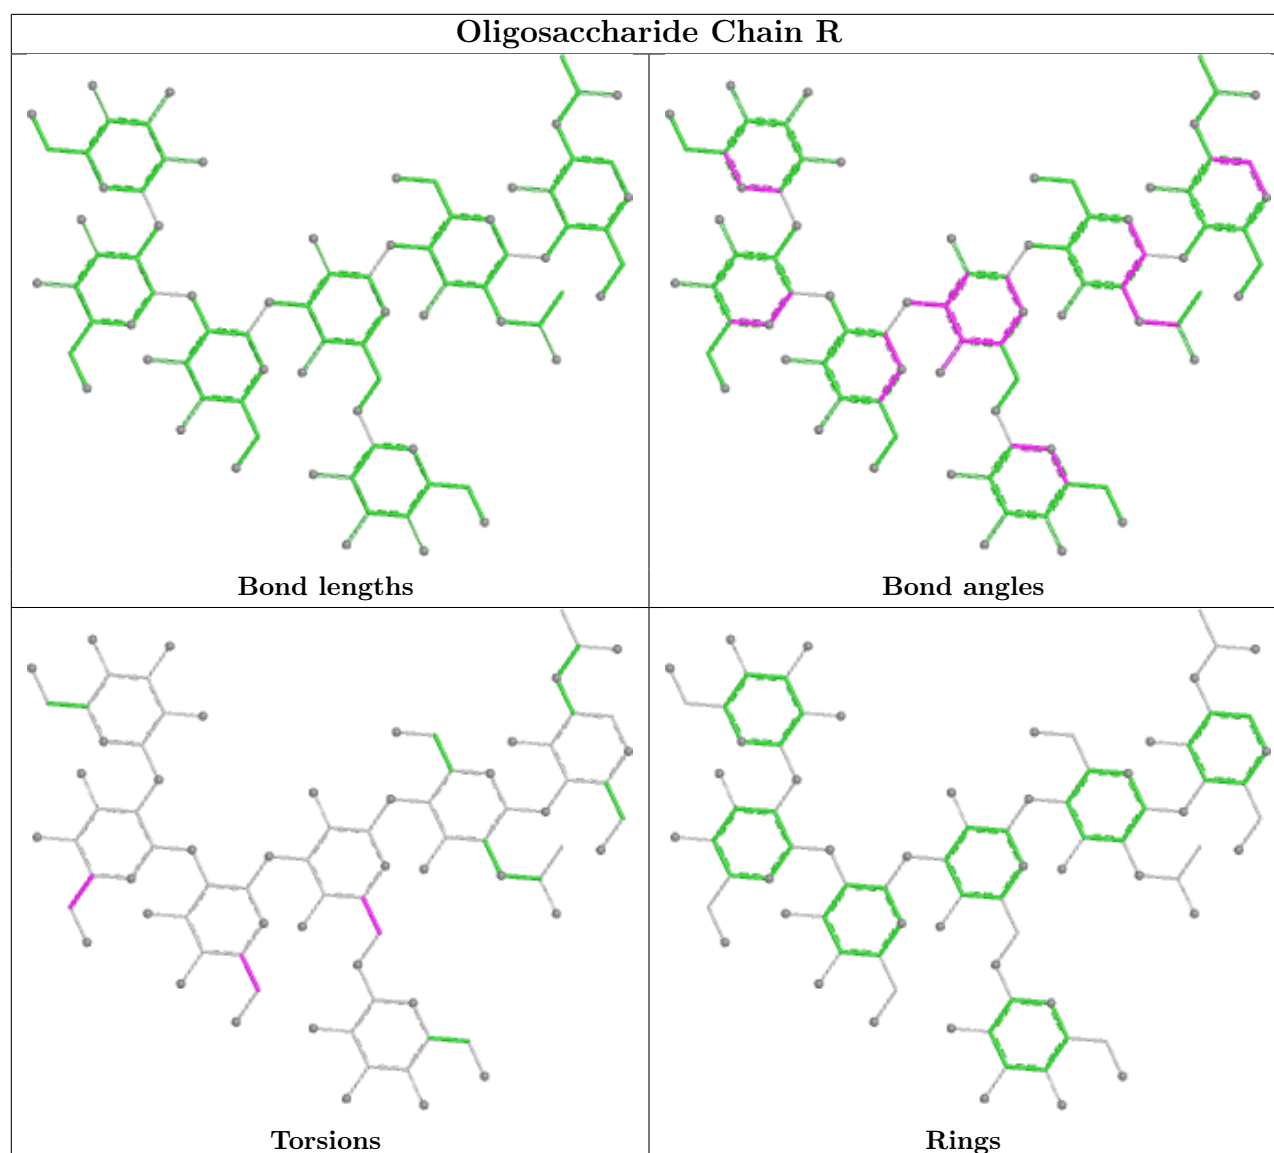 Oligosaccharide Chain R
Bond lengths
Bond angles
Torsions
Rings